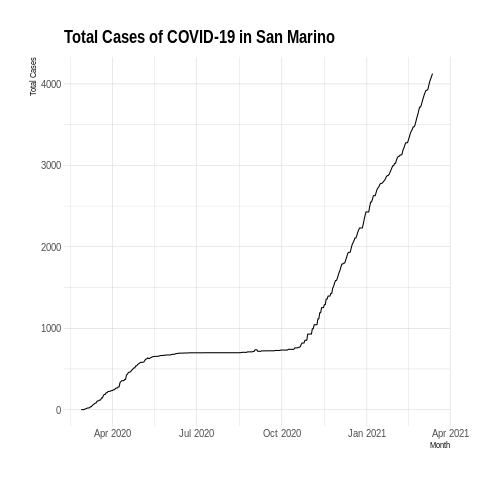 Total Cases of COVID-19 in San Marino
Total Cases
4000
3000
2000
1000
0
Apr 2020 Jul 2020 Oct 2020 Jan 2021 Apr 2021
Month